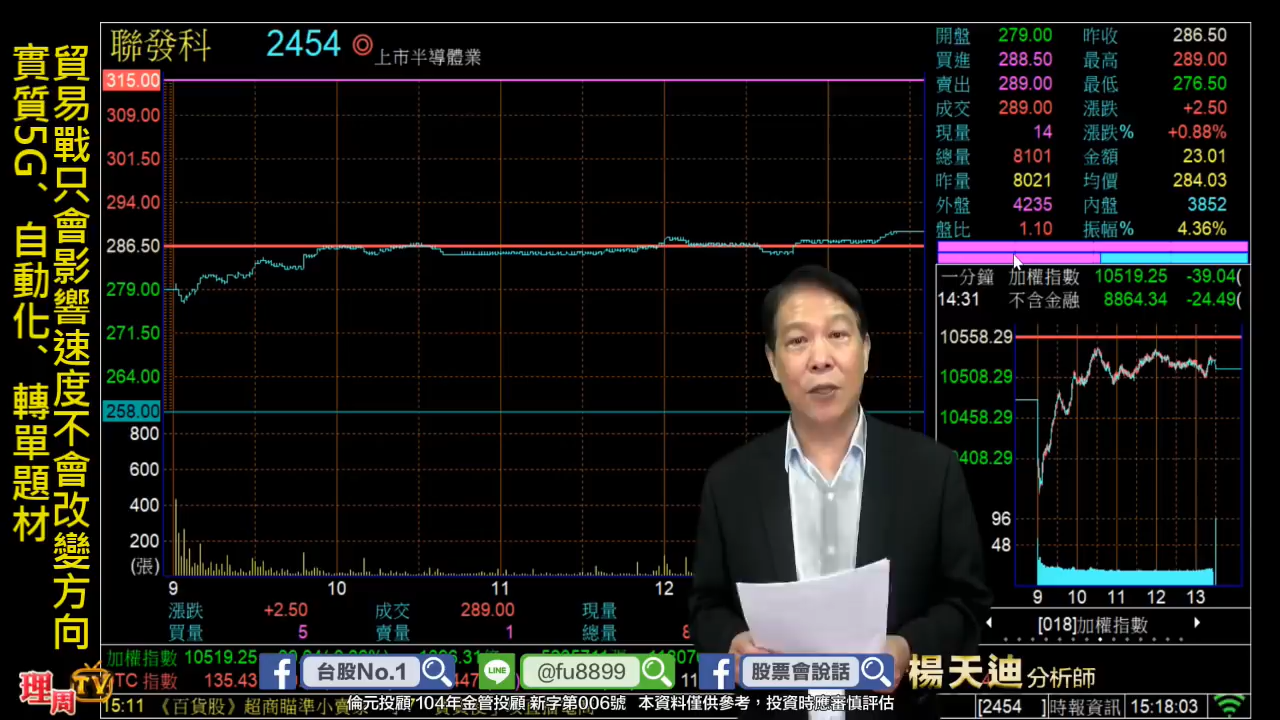 貿易戰只會影響速度不會改變方向
實質5G、自動化、轉單題材
聯發科 2454 ◎上市半導體業
315.00
309.00
301.50
294.00
286.50
279.00
271.50
264.00
258.00
800
600
400
200
(張)
9 10 11 12
漲跌 +2.50 成交 289.00 現量
買量 5 賣量 1 總量 8
開盤 279.00 昨收 286.50
買進 288.50 最高 289.00
賣出 289.00 最低 276.50
成交 289.00 漲跌 +2.50
現量 14 漲跌% +0.88%
總量 8101 金額 23.01
昨量 8021 均價 284.03
外盤 4235 內盤 3852
盤比 1.10 振幅% 4.36%
一分鐘 加權指數 10519.25 -39.04(
14:31 不含金融 8864.34 -24.49(
10558.29
10508.29
10458.29
0408.29
96
48
9 10 11 12 13
[018]加權指數
加權指數 10519.25
TC 指數 135.43
理周TV
台股No.1
LINE
@fu8899
股票會說話
楊天迪 分析師
15:11 《百貨股》超商瞄準小賣
倫元投顧 104年金管投顧 新字第006號 本資料僅供參考，投資時應審慎評估
[2454 ]時報資訊 15:18:03